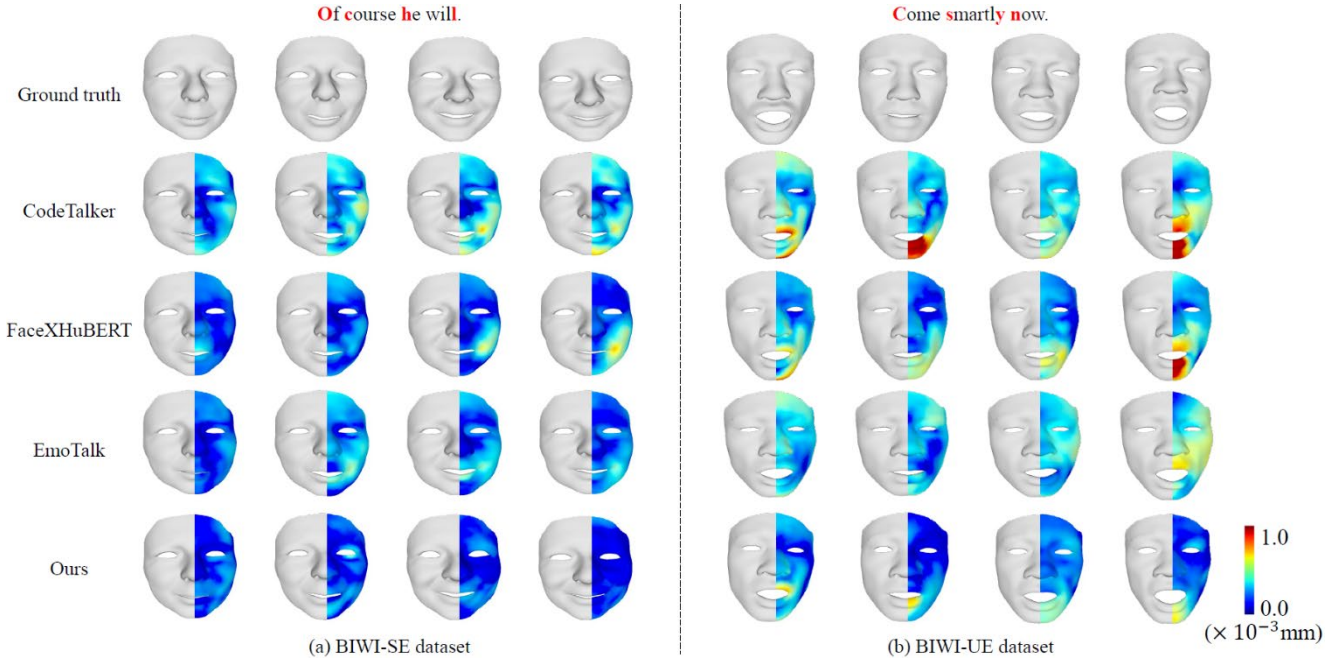 Of course he will.
Come smartly now.
Ground truth
CodeTalker
FaceXHuBERT
EmoTalk
Ours
1.0
0.0
(× 10⁻³mm)
(a) BIWI-SE dataset
(b) BIWI-UE dataset